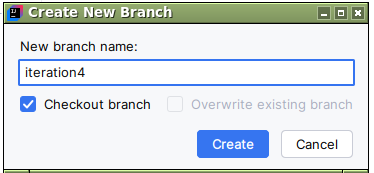 Create New Branch
New branch name:
iteration4
Checkout branch Overwrite existing branch
Create Cancel